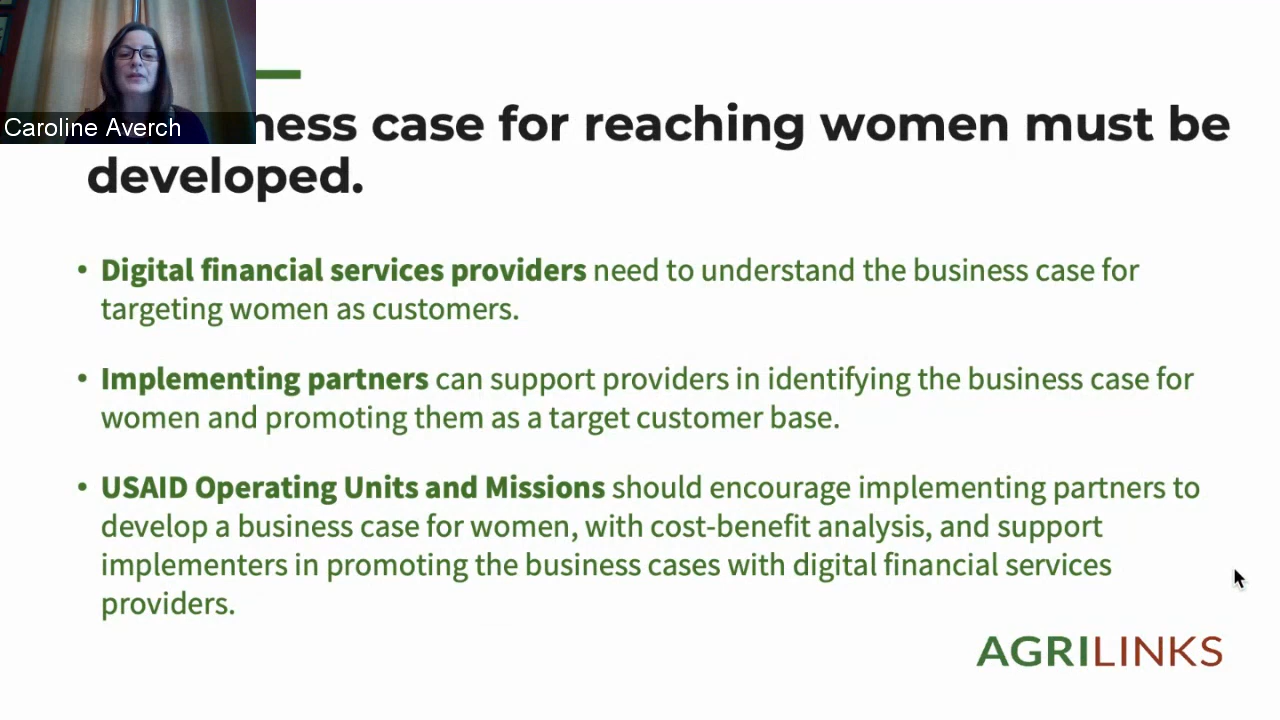 Caroline Averch
case for reaching women must be
developed.
• Digital financial services providers need to understand the business case for
targeting women as customers.
• Implementing partners can support providers in identifying the business case for
women and promoting them as a target customer base.
• USAID Operating Units and Missions should encourage implementing partners to
develop a business case for women, with cost-benefit analysis, and support
implementers in promoting the business cases with digital financial services
providers.
AGRILINKS